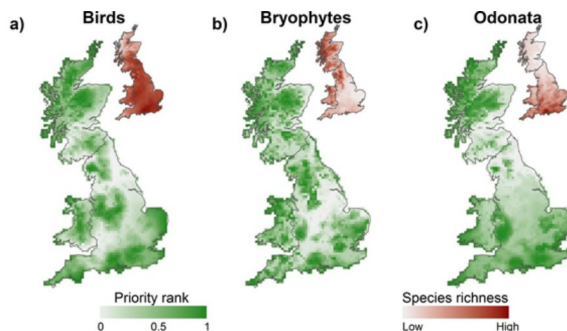 a) Birds
b) Bryophytes
c) Odonata
Priority rank
0 0.5 1
Species richness
Low High